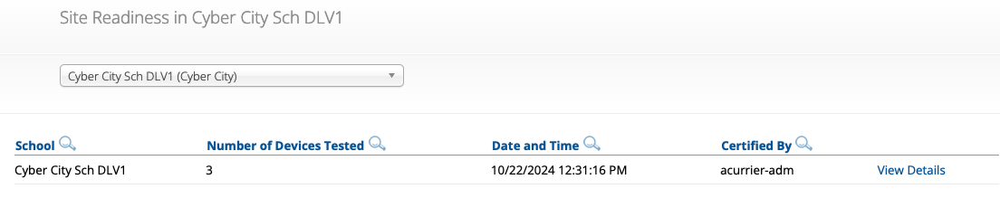 Site Readiness in Cyber City Sch DLV1
Cyber City Sch DLV1 (Cyber City)
School Number of Devices Tested Date and Time Certified By
Cyber City Sch DLV1 3 10/22/2024 12:31:16 PM acurrier-adm View Details